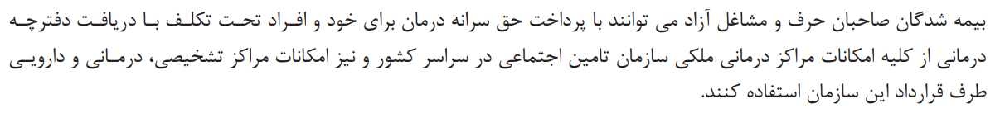 بیمه شدگان صاحبان حرف و مشاغل آزاد می توانند با پرداخت حق سرانه درمان برای خود و افراد تحت تکلف با دریافت دفترچه
درمانی از کلیه امکانات مراکز درمانی ملکی سازمان تامین اجتماعی در سراسر کشور و نیز امکانات مراکز تشخیصی، درمانی و دارویی
طرف قرارداد این سازمان استفاده کنند.